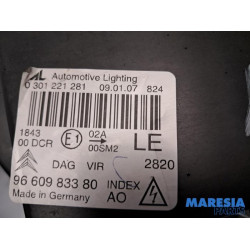 AL Automotive Lighting
0 301 221 281 09.01.07 824
1843 E1 02A LE
00 DCR 00SM2
DAG VIR 2820
96 609 833 80 INDEX
Made in Germany AO
MARESIA
PARTS